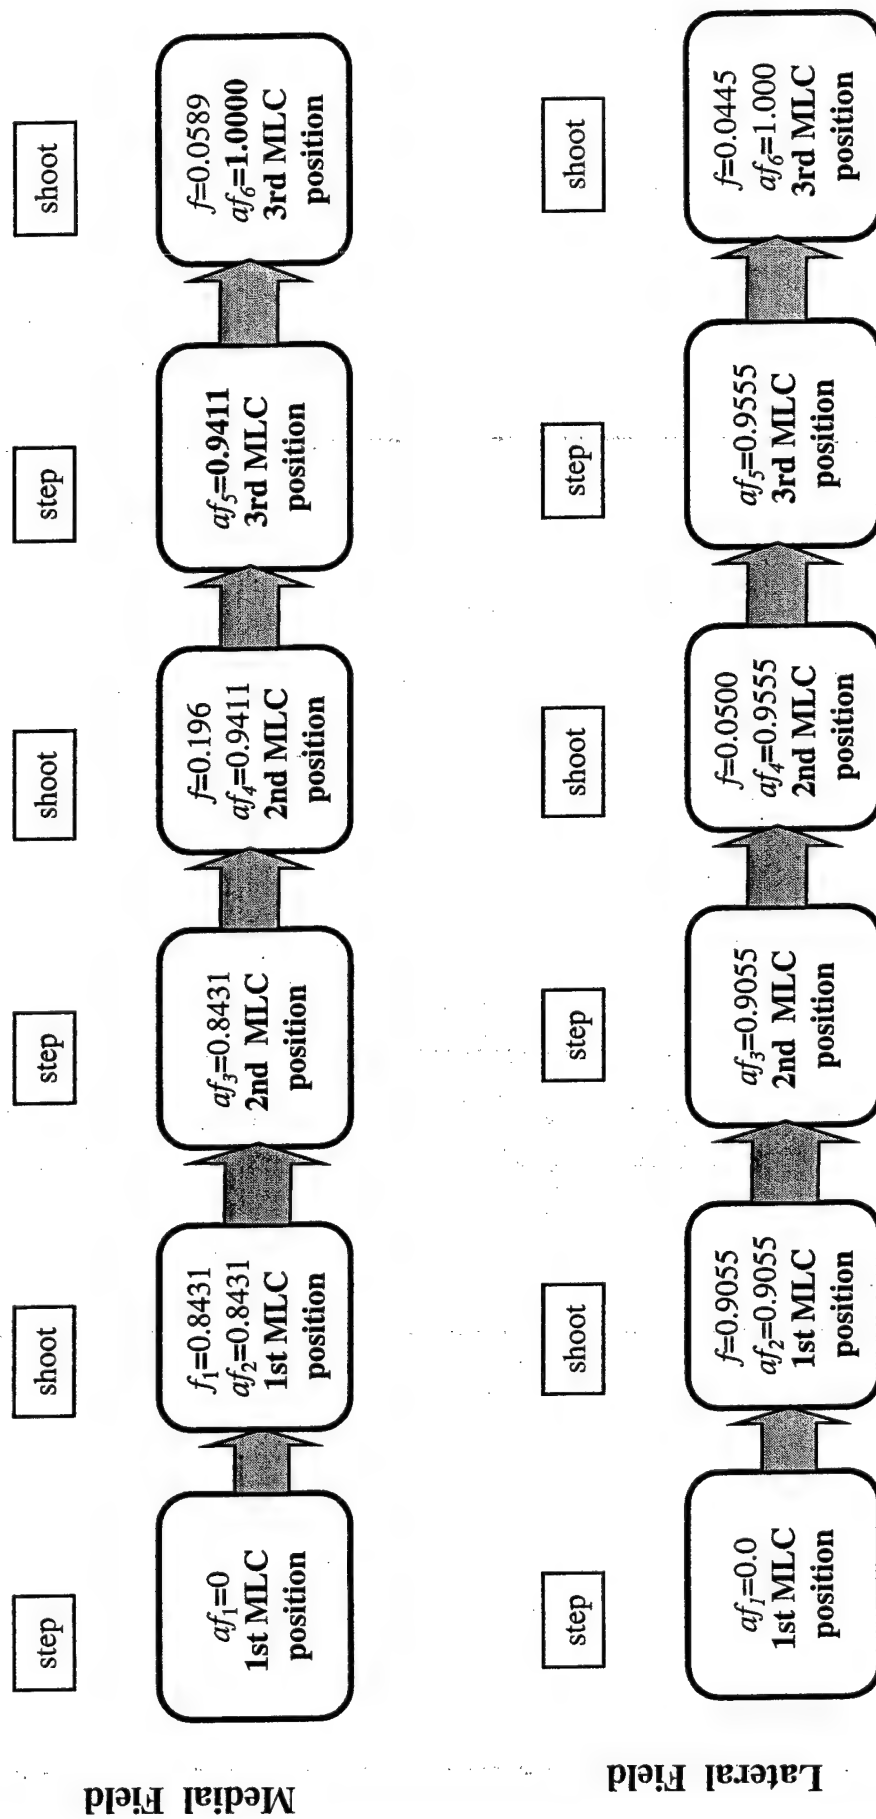 Medial Field
step
shoot
step
shoot
step
shoot
af1=0
1st MLC
position
f1=0.8431
af2=0.8431
1st MLC
position
af3=0.8431
2nd MLC
position
f=0.196
af4=0.9411
2nd MLC
position
af5=0.9411
3rd MLC
position
f=0.0589
af6=1.0000
3rd MLC
position
Lateral Field
step
shoot
step
shoot
step
shoot
af1=0.0
1st MLC
position
f=0.9055
af2=0.9055
1st MLC
position
af3=0.9055
2nd MLC
position
f=0.0500
af4=0.9555
2nd MLC
position
af5=0.9555
3rd MLC
position
f=0.0445
af6=1.000
3rd MLC
position